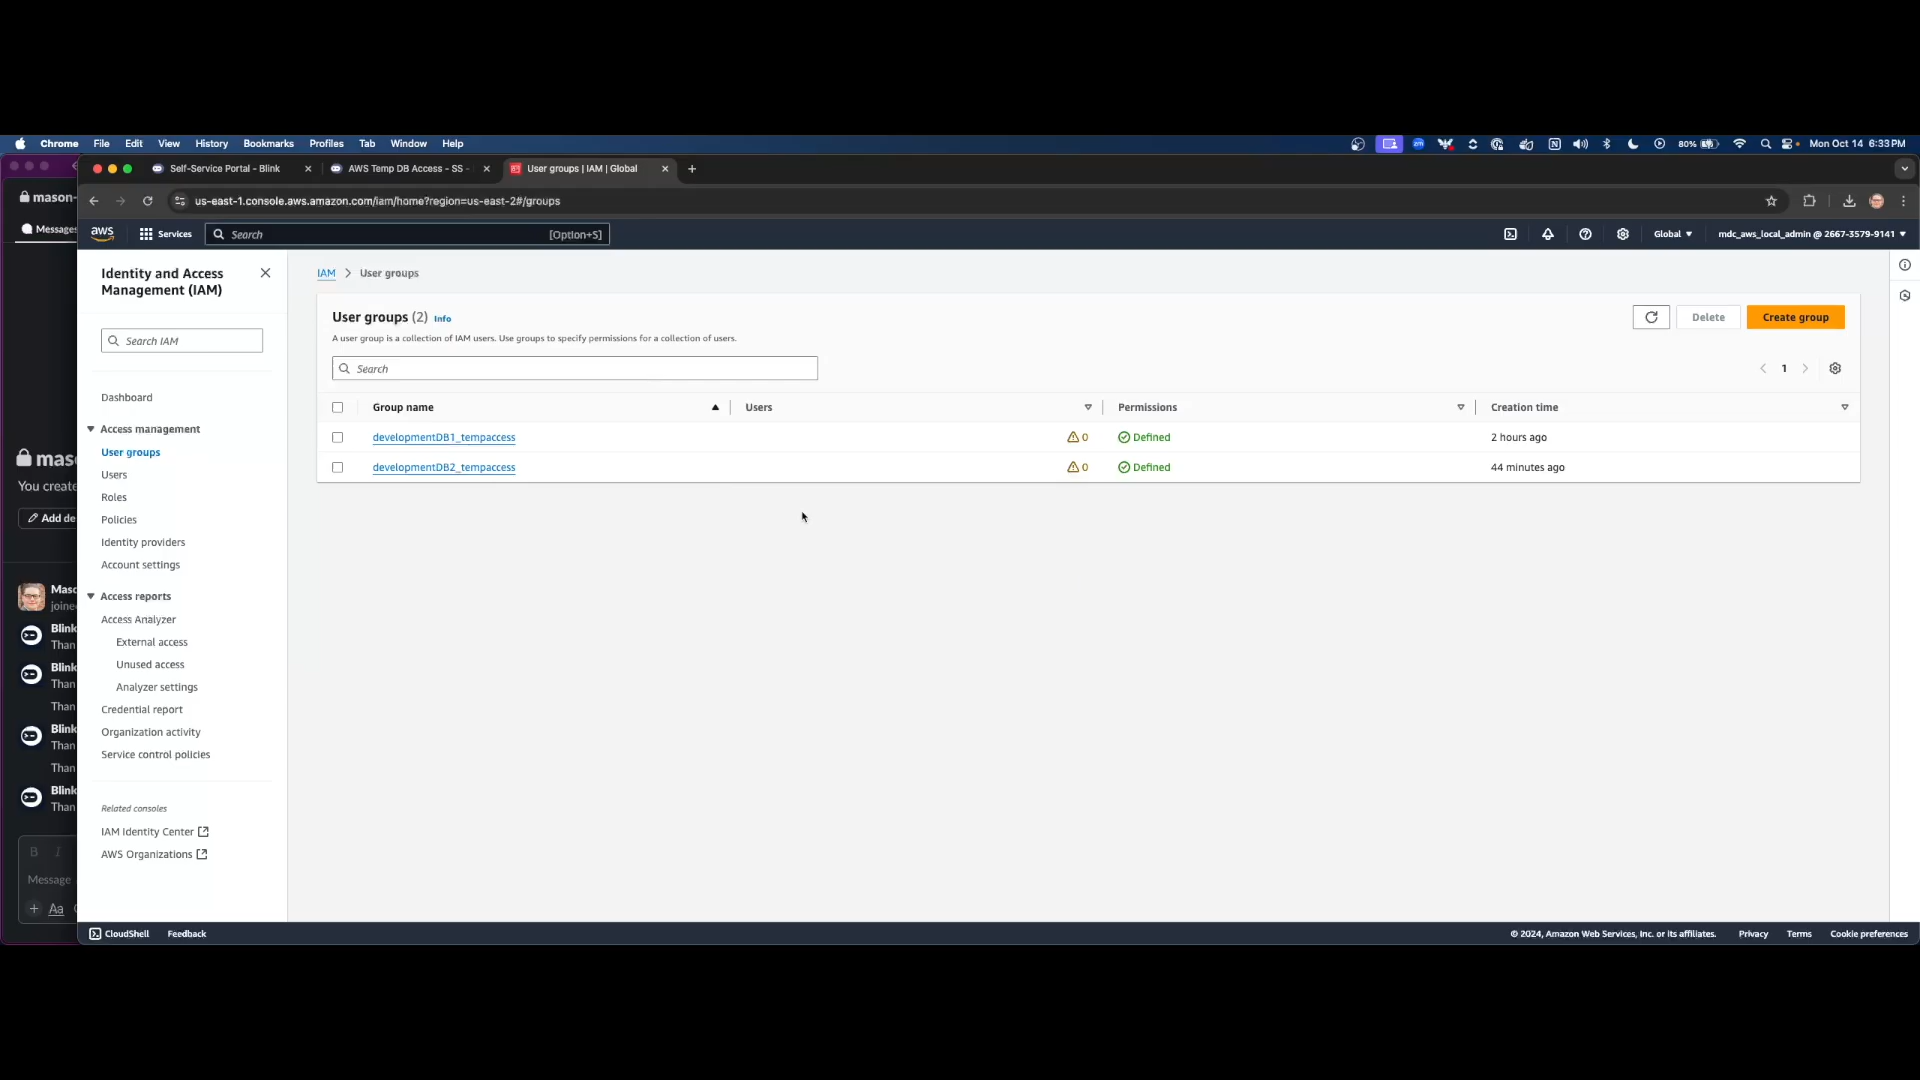 Chrome File Edit View History Bookmarks Profiles Tab Window Help
80% Mon Oct 14 6:33 PM
Self-Service Portal - Blink
AWS Temp DB Access - SS -
User groups | IAM | Global
us-east-1.console.aws.amazon.com/iam/home?region=us-east-2#/groups
aws Services Search [Option+S]
Global
mdc_aws_local_admin @ 2667-3579-9141
mason-
Messages
mas
You create
Add de
Maso
joine
Blink
Than
Blink
Than
Than
Blink
Than
Than
Blink
Than
B I
Message
Aa
Identity and Access
Management (IAM)
Search IAM
Dashboard
Access management
User groups
Users
Roles
Policies
Identity providers
Account settings
Access reports
Access Analyzer
External access
Unused access
Analyzer settings
Credential report
Organization activity
Service control policies
Related consoles
IAM Identity Center
AWS Organizations
IAM > User groups
User groups (2) Info
A user group is a collection of IAM users. Use groups to specify permissions for a collection of users.
Delete
Create group
Search
1
Group name Users Permissions Creation time
developmentDB1_tempaccess 0 Defined 2 hours ago
developmentDB2_tempaccess 0 Defined 44 minutes ago
CloudShell Feedback
© 2024, Amazon Web Services, Inc. or its affiliates. Privacy Terms Cookie preferences